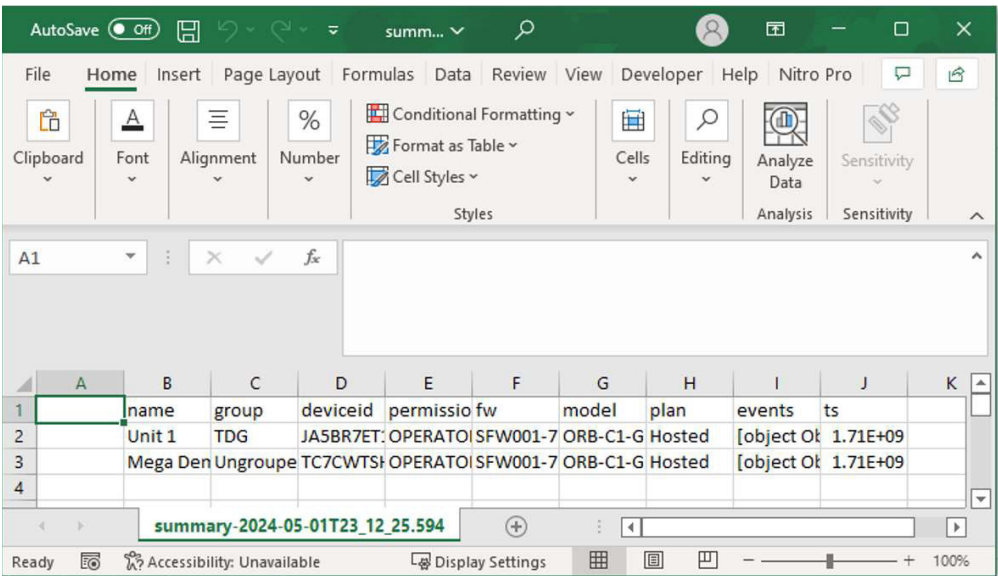 AutoSave Off summ...
File Home Insert Page Layout Formulas Data Review View Developer Help Nitro Pro
Clipboard Font Alignment Number Conditional Formatting Format as Table Cell Styles Cells Editing Analyze Data Sensitivity
Styles Analysis Sensitivity
A1 fx
A B C D E F G H I J K
1 name group deviceid permissio fw model plan events ts
2 Unit 1 TDG JA5BR7ET: OPERATO SFW001-7 ORB-C1-G Hosted [object Ob 1.71E+09
3 Mega Den Ungroupe TC7CWTSH OPERATO SFW001-7 ORB-C1-G Hosted [object Ob 1.71E+09
4
summary-2024-05-01T23_12_25.594
Ready Accessibility: Unavailable Display Settings 100%